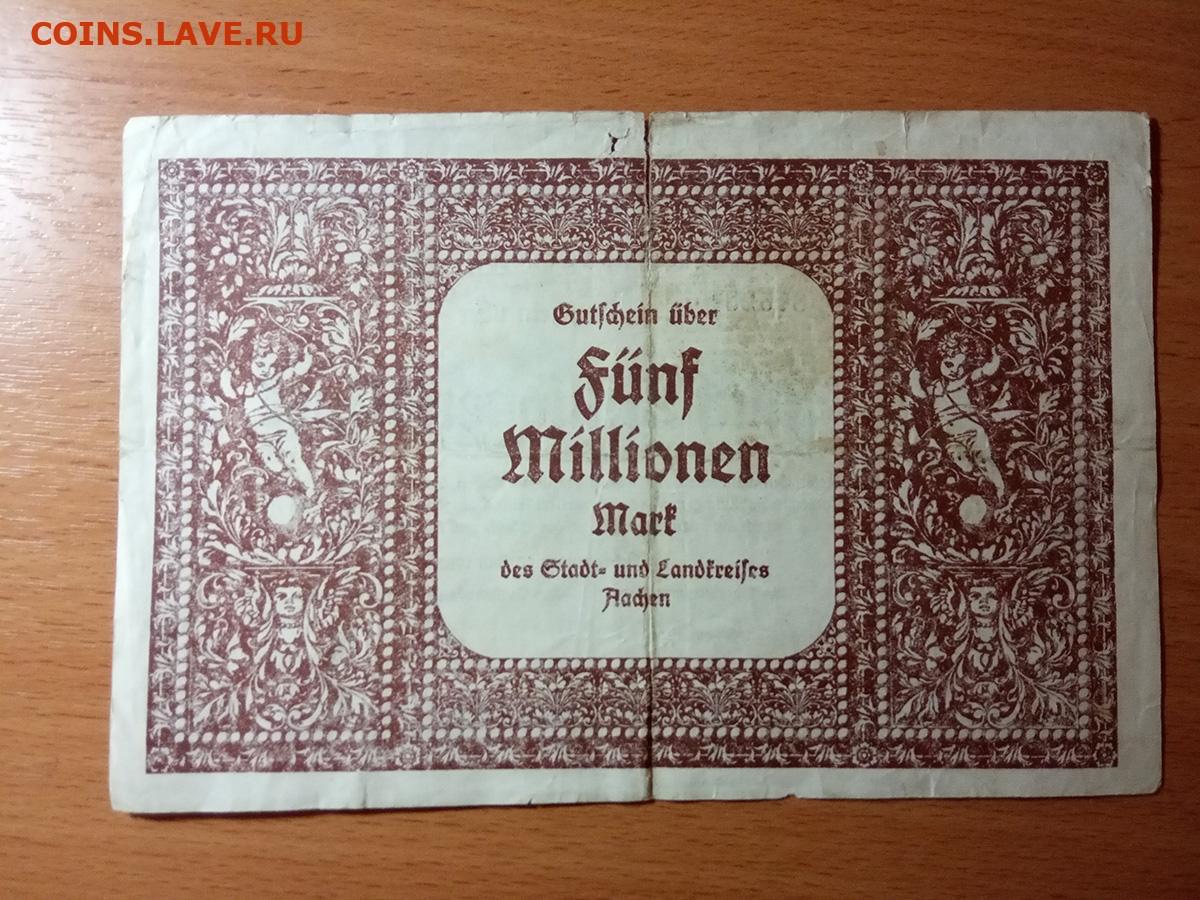 COINS.LAVE.RU
Gutschein über
Fünf
Millionen
Mark
des Stadt- und Landkreises
Aachen